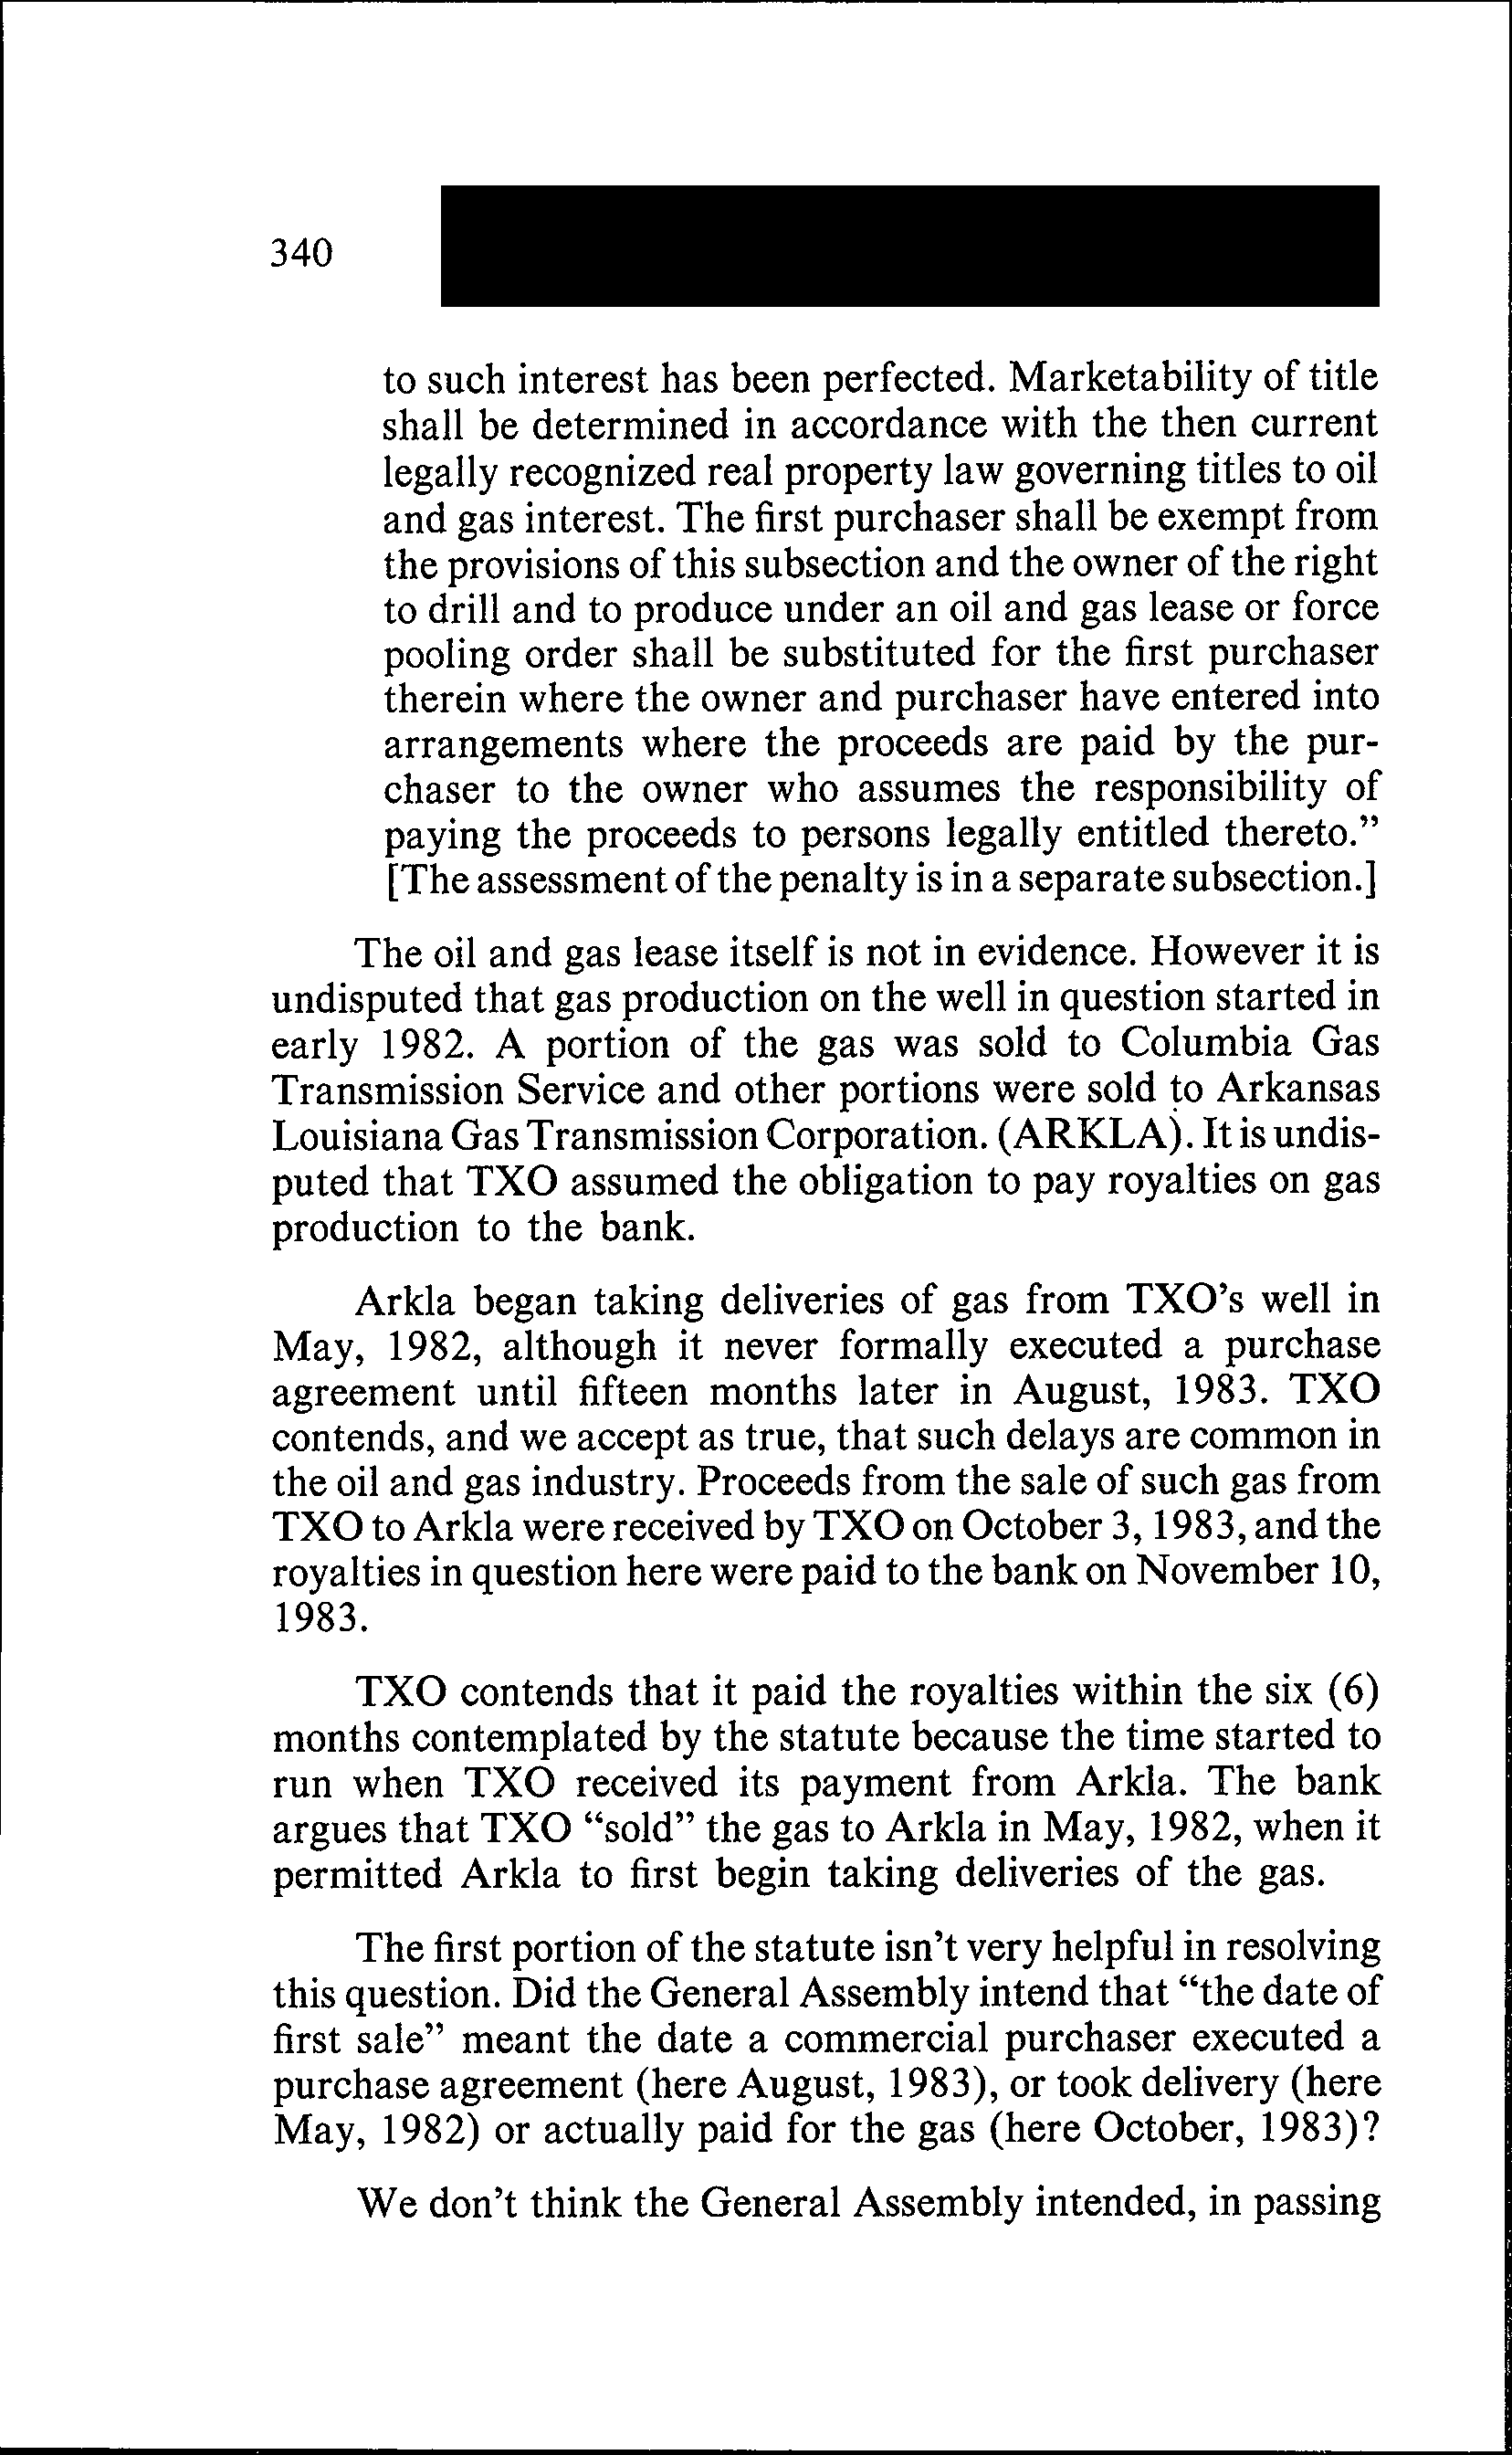 340
to such interest has been perfected. Marketability of title
shall be determined in accordance with the then current
legally recognized real property law governing titles to oil
and gas interest. The first purchaser shall be exempt from
the provisions of this subsection and the owner of the right
to drill and to produce under an oil and gas lease or force
pooling order shall be substituted for the first purchaser
therein where the owner and purchaser have entered into
arrangements where the proceeds are paid by the pur-
chaser to the owner who assumes the responsibility of
paying the proceeds to persons legally entitled thereto.”
[The assessment of the penalty is in a separate subsection.]
The oil and gas lease itself is not in evidence. However it is
undisputed that gas production on the well in question started in
early 1982. A portion of the gas was sold to Columbia Gas
Transmission Service and other portions were sold to Arkansas
Louisiana Gas Transmission Corporation. (ARKLA). It is undis-
puted that TXO assumed the obligation to pay royalties on gas
production to the bank.
Arkla began taking deliveries of gas from TXO’s well in
May, 1982, although it never formally executed a purchase
agreement until fifteen months later in August, 1983. TXO
contends, and we accept as true, that such delays are common in
the oil and gas industry. Proceeds from the sale of such gas from
TXO to Arkla were received by TXO on October 3, 1983, and the
royalties in question here were paid to the bank on November 10,
1983.
TXO contends that it paid the royalties within the six (6)
months contemplated by the statute because the time started to
run when TXO received its payment from Arkla. The bank
argues that TXO “sold” the gas to Arkla in May, 1982, when it
permitted Arkla to first begin taking deliveries of the gas.
The first portion of the statute isn’t very helpful in resolving
this question. Did the General Assembly intend that “the date of
first sale” meant the date a commercial purchaser executed a
purchase agreement (here August, 1983), or took delivery (here
May, 1982) or actually paid for the gas (here October, 1983)?
We don’t think the General Assembly intended, in passing